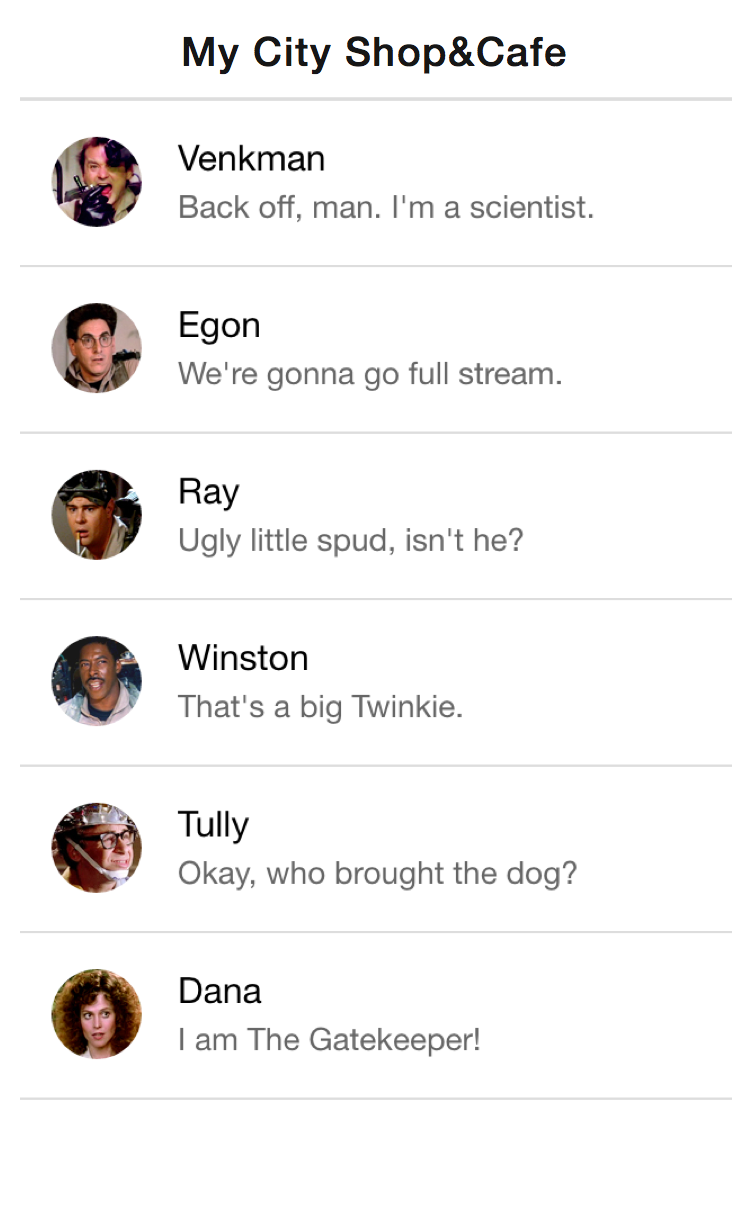 My City Shop&Cafe
Venkman
Back off, man. I'm a scientist.
Egon
We're gonna go full stream.
Ray
Ugly little spud, isn't he?
Winston
That's a big Twinkie.
Tully
Okay, who brought the dog?
Dana
I am The Gatekeeper!